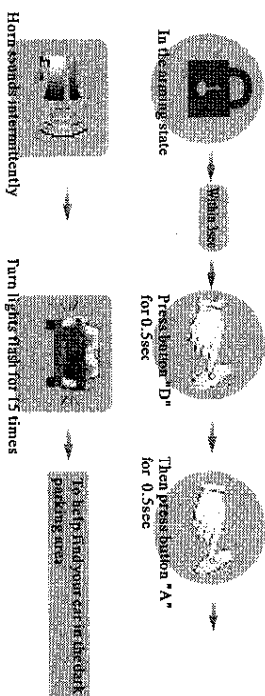 In the arming state
Within
Press button "D"
for 0.5sec
Then press button "A"
for 0.5sec
Horn sounds intermittently
Turn lights flash for 15 times
To help find your car in the dark
parking area